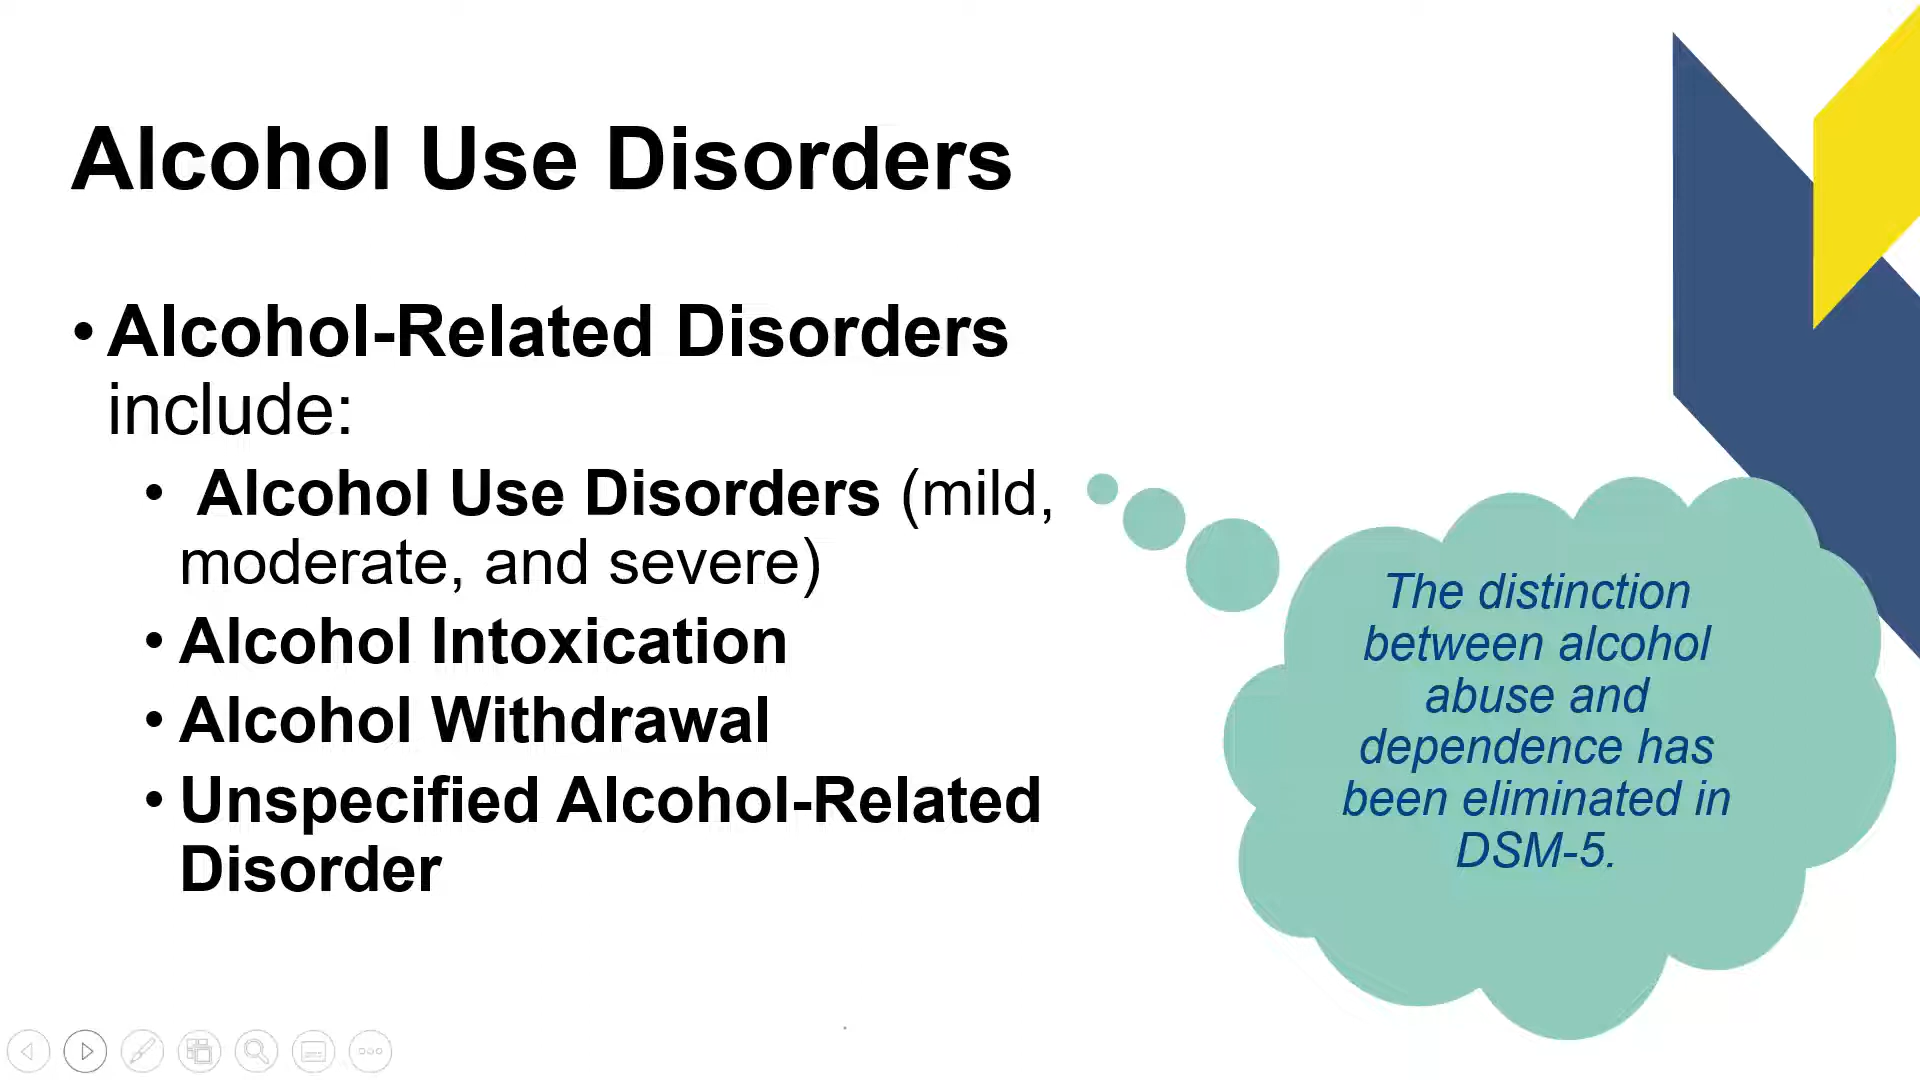 Alcohol Use Disorders
• Alcohol-Related Disorders
include:
• Alcohol Use Disorders (mild,
moderate, and severe)
• Alcohol Intoxication
• Alcohol Withdrawal
• Unspecified Alcohol-Related
Disorder
The distinction
between alcohol
abuse and
dependence has
been eliminated in
DSM-5.